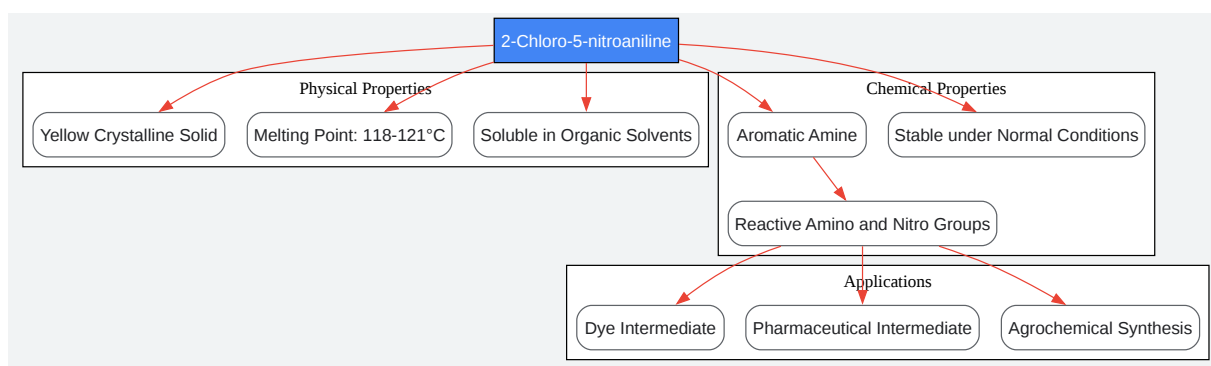 2-Chloro-5-nitroaniline
Physical Properties
Chemical Properties
Yellow Crystalline Solid
Melting Point: 118-121°C
Soluble in Organic Solvents
Aromatic Amine
Stable under Normal Conditions
Reactive Amino and Nitro Groups
Applications
Dye Intermediate
Pharmaceutical Intermediate
Agrochemical Synthesis